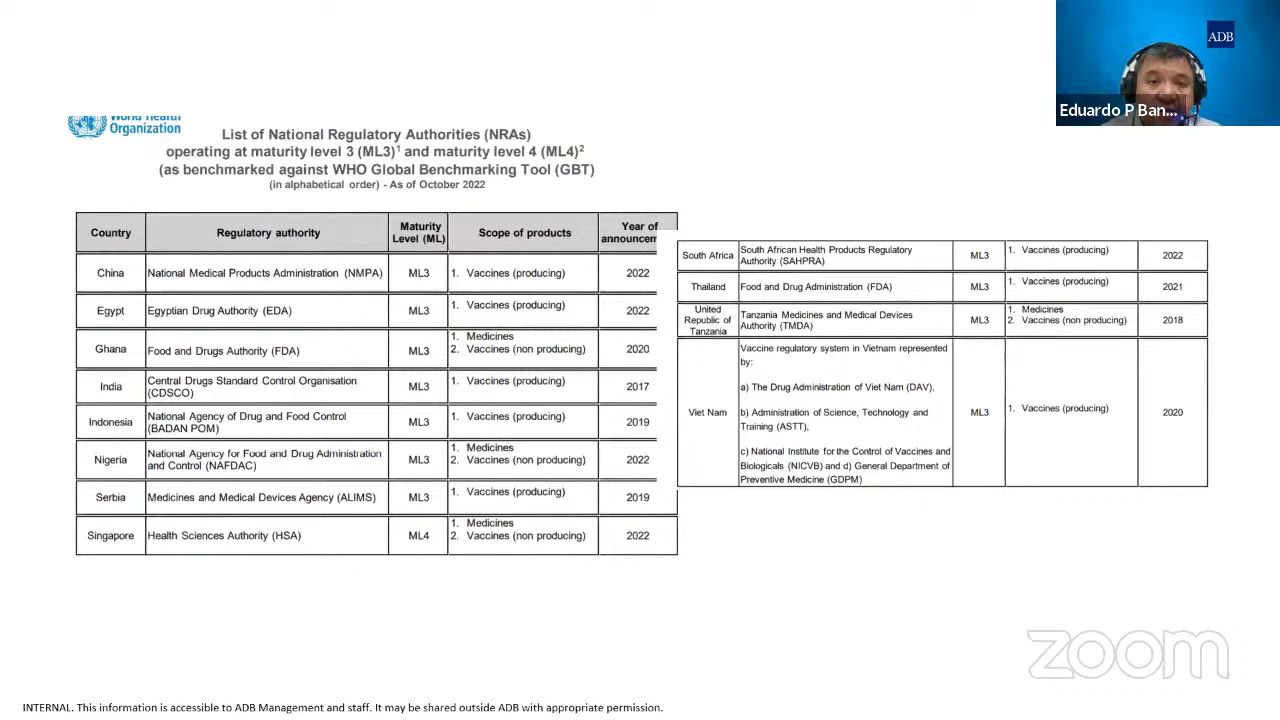 ADB
Eduardo P Ban...
World Health
Organization
List of National Regulatory Authorities (NRAs)
operating at maturity level 3 (ML3)1 and maturity level 4 (ML4)2
(as benchmarked against WHO Global Benchmarking Tool (GBT)
(in alphabetical order) - As of October 2022
Country Regulatory authority Maturity Level (ML) Scope of products Year of announcem
China National Medical Products Administration (NMPA) ML3 1. Vaccines (producing) 2022
Egypt Egyptian Drug Authority (EDA) ML3 1. Vaccines (producing) 2022
Ghana Food and Drugs Authority (FDA) ML3 1. Medicines 2. Vaccines (non producing) 2020
India Central Drugs Standard Control Organisation (CDSCO) ML3 1. Vaccines (producing) 2017
Indonesia National Agency of Drug and Food Control (BADAN POM) ML3 1. Vaccines (producing) 2019
Nigeria National Agency for Food and Drug Administration and Control (NAFDAC) ML3 1. Medicines 2. Vaccines (non producing) 2022
Serbia Medicines and Medical Devices Agency (ALIMS) ML3 1. Vaccines (producing) 2019
Singapore Health Sciences Authority (HSA) ML4 1. Medicines 2. Vaccines (non producing) 2022
South Africa South African Health Products Regulatory Authority (SAHPRA) ML3 1. Vaccines (producing) 2022
Thailand Food and Drug Administration (FDA) ML3 1. Vaccines (producing) 2021
United Republic of Tanzania Tanzania Medicines and Medical Devices Authority (TMDA) ML3 1. Medicines 2. Vaccines (non producing) 2018
Viet Nam Vaccine regulatory system in Vietnam represented by: ML3 1. Vaccines (producing) 2020
a) The Drug Administration of Viet Nam (DAV),
b) Administration of Science, Technology and
Training (ASTT),
c) National Institute for the Control of Vaccines and
Biologicals (NICVB) and d) General Department of
Preventive Medicine (GDPM)
zoom
INTERNAL. This information is accessible to ADB Management and staff. It may be shared outside ADB with appropriate permission.